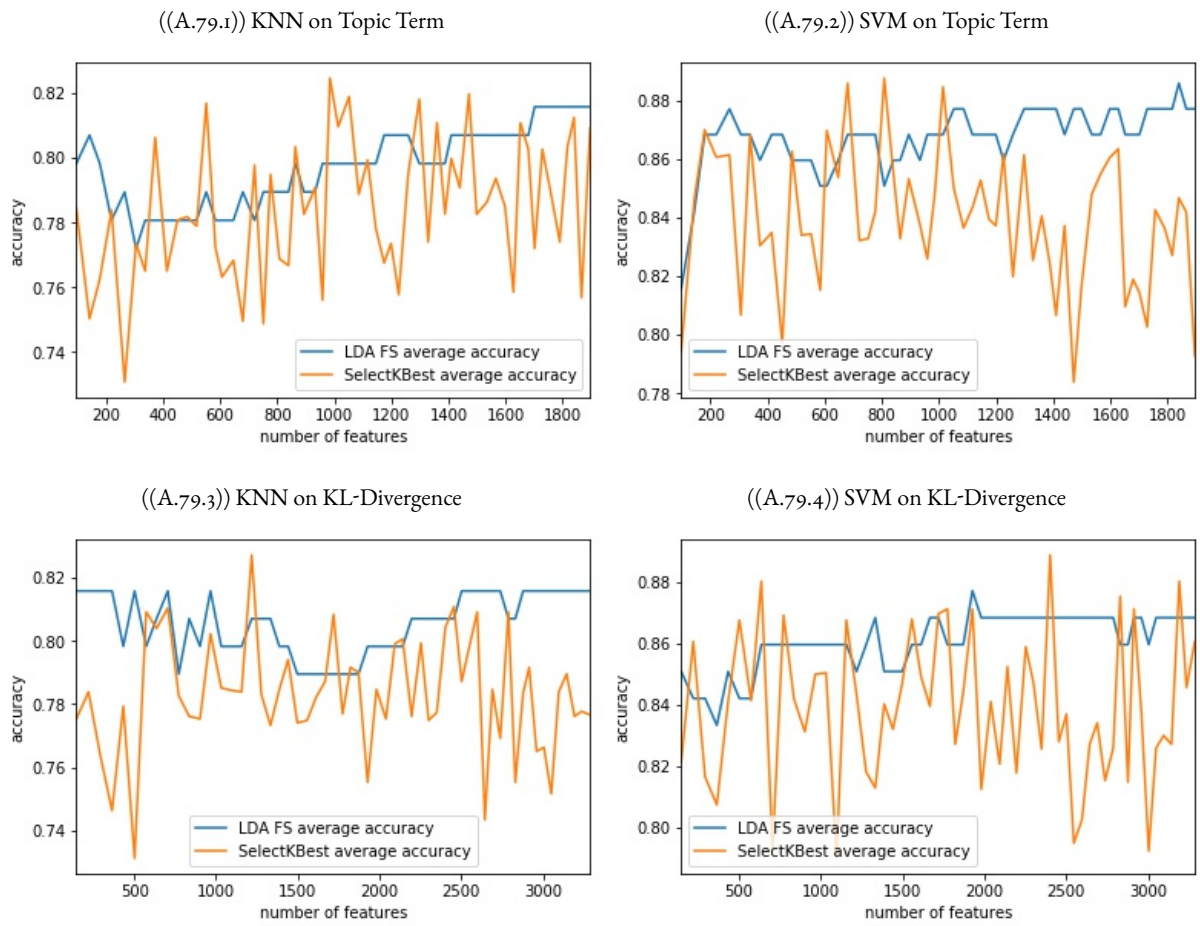 ((A.79.1)) KNN on Topic Term
((A.79.2)) SVM on Topic Term
accuracy
0.82
0.80
0.78
0.76
0.74
LDA FS average accuracy
SelectKBest average accuracy
200 400 600 800 1000 1200 1400 1600 1800
number of features
accuracy
0.88
0.86
0.84
0.82
0.80
0.78
LDA FS average accuracy
SelectKBest average accuracy
200 400 600 800 1000 1200 1400 1600 1800
number of features
((A.79.3)) KNN on KL-Divergence
((A.79.4)) SVM on KL-Divergence
accuracy
0.82
0.80
0.78
0.76
0.74
LDA FS average accuracy
SelectKBest average accuracy
500 1000 1500 2000 2500 3000
number of features
accuracy
0.88
0.86
0.84
0.82
0.80
LDA FS average accuracy
SelectKBest average accuracy
500 1000 1500 2000 2500 3000
number of features